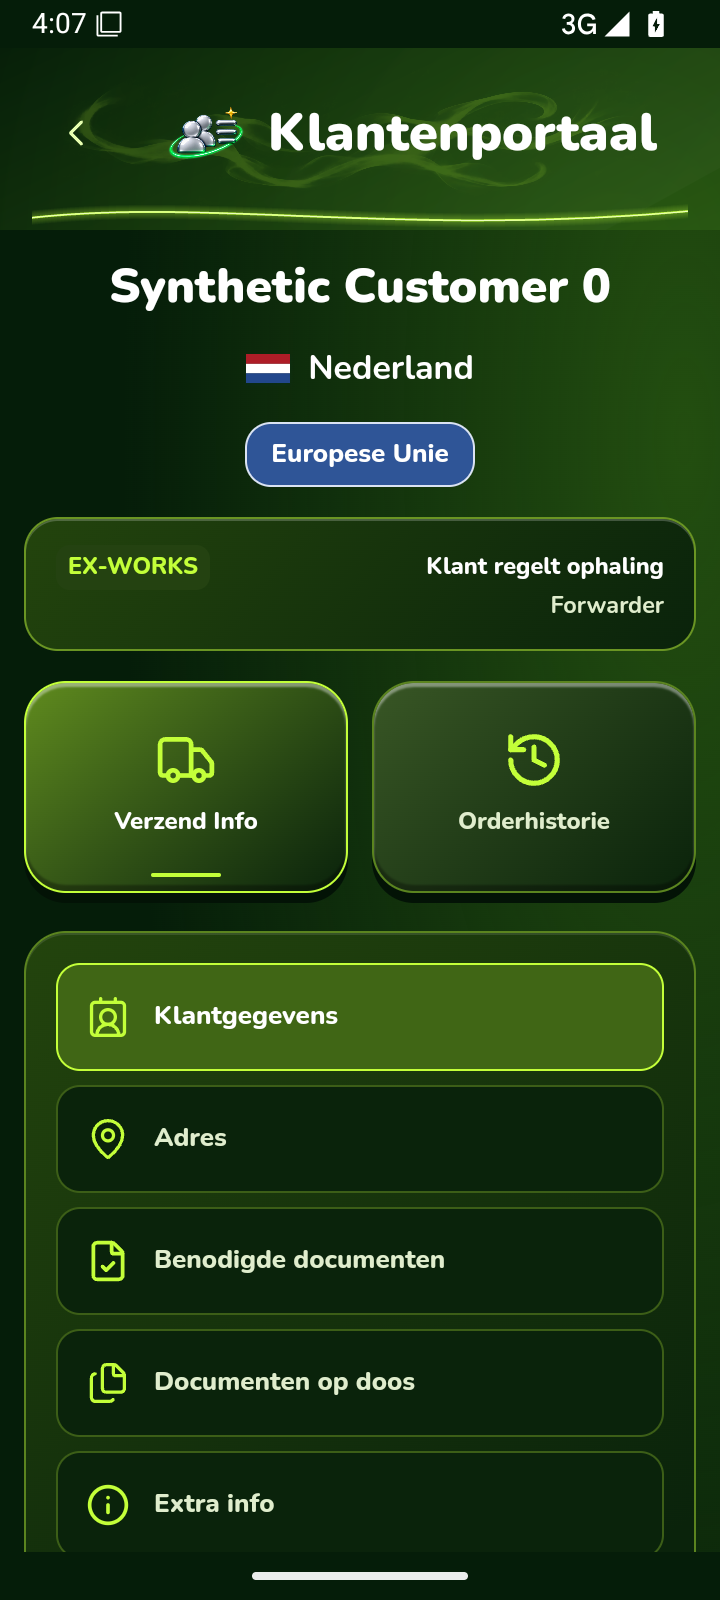 4:07
3G
Klantenportaal
Synthetic Customer 0
Nederland
Europese Unie
EX-WORKS
Klant regelt ophaling
Forwarder
Verzend Info
Orderhistorie
Klantgegevens
Adres
Benodigde documenten
Documenten op doos
Extra info